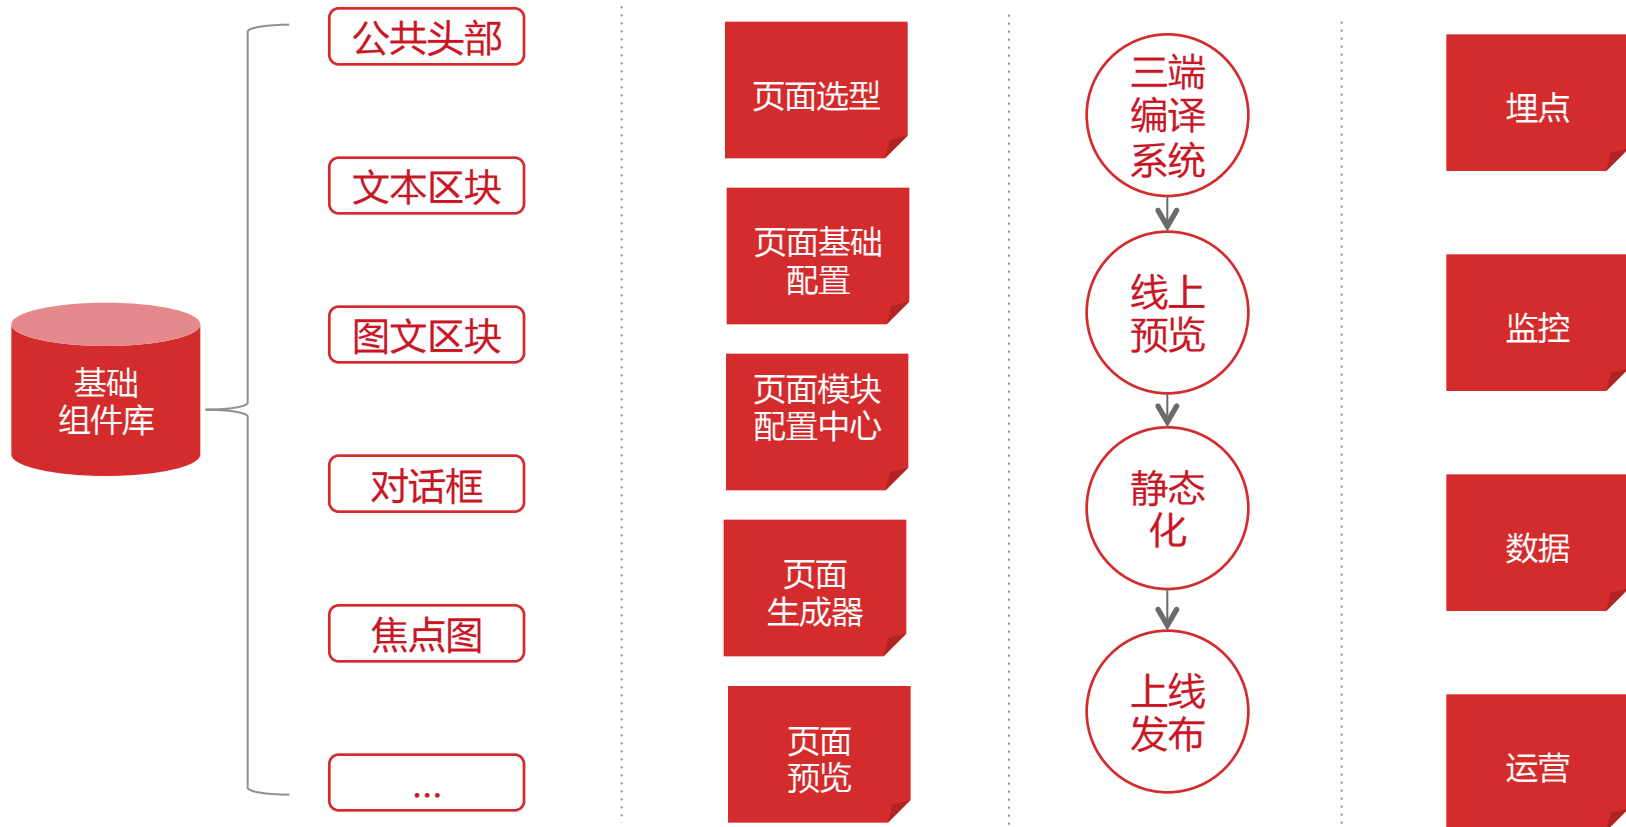 基础
组件库
公共头部
文本区块
图文区块
对话框
焦点图
...
页面选型
页面基础
配置
页面模块
配置中心
页面
生成器
页面
预览
三端
编译
系统
线上
预览
静态
化
上线
发布
埋点
监控
数据
运营